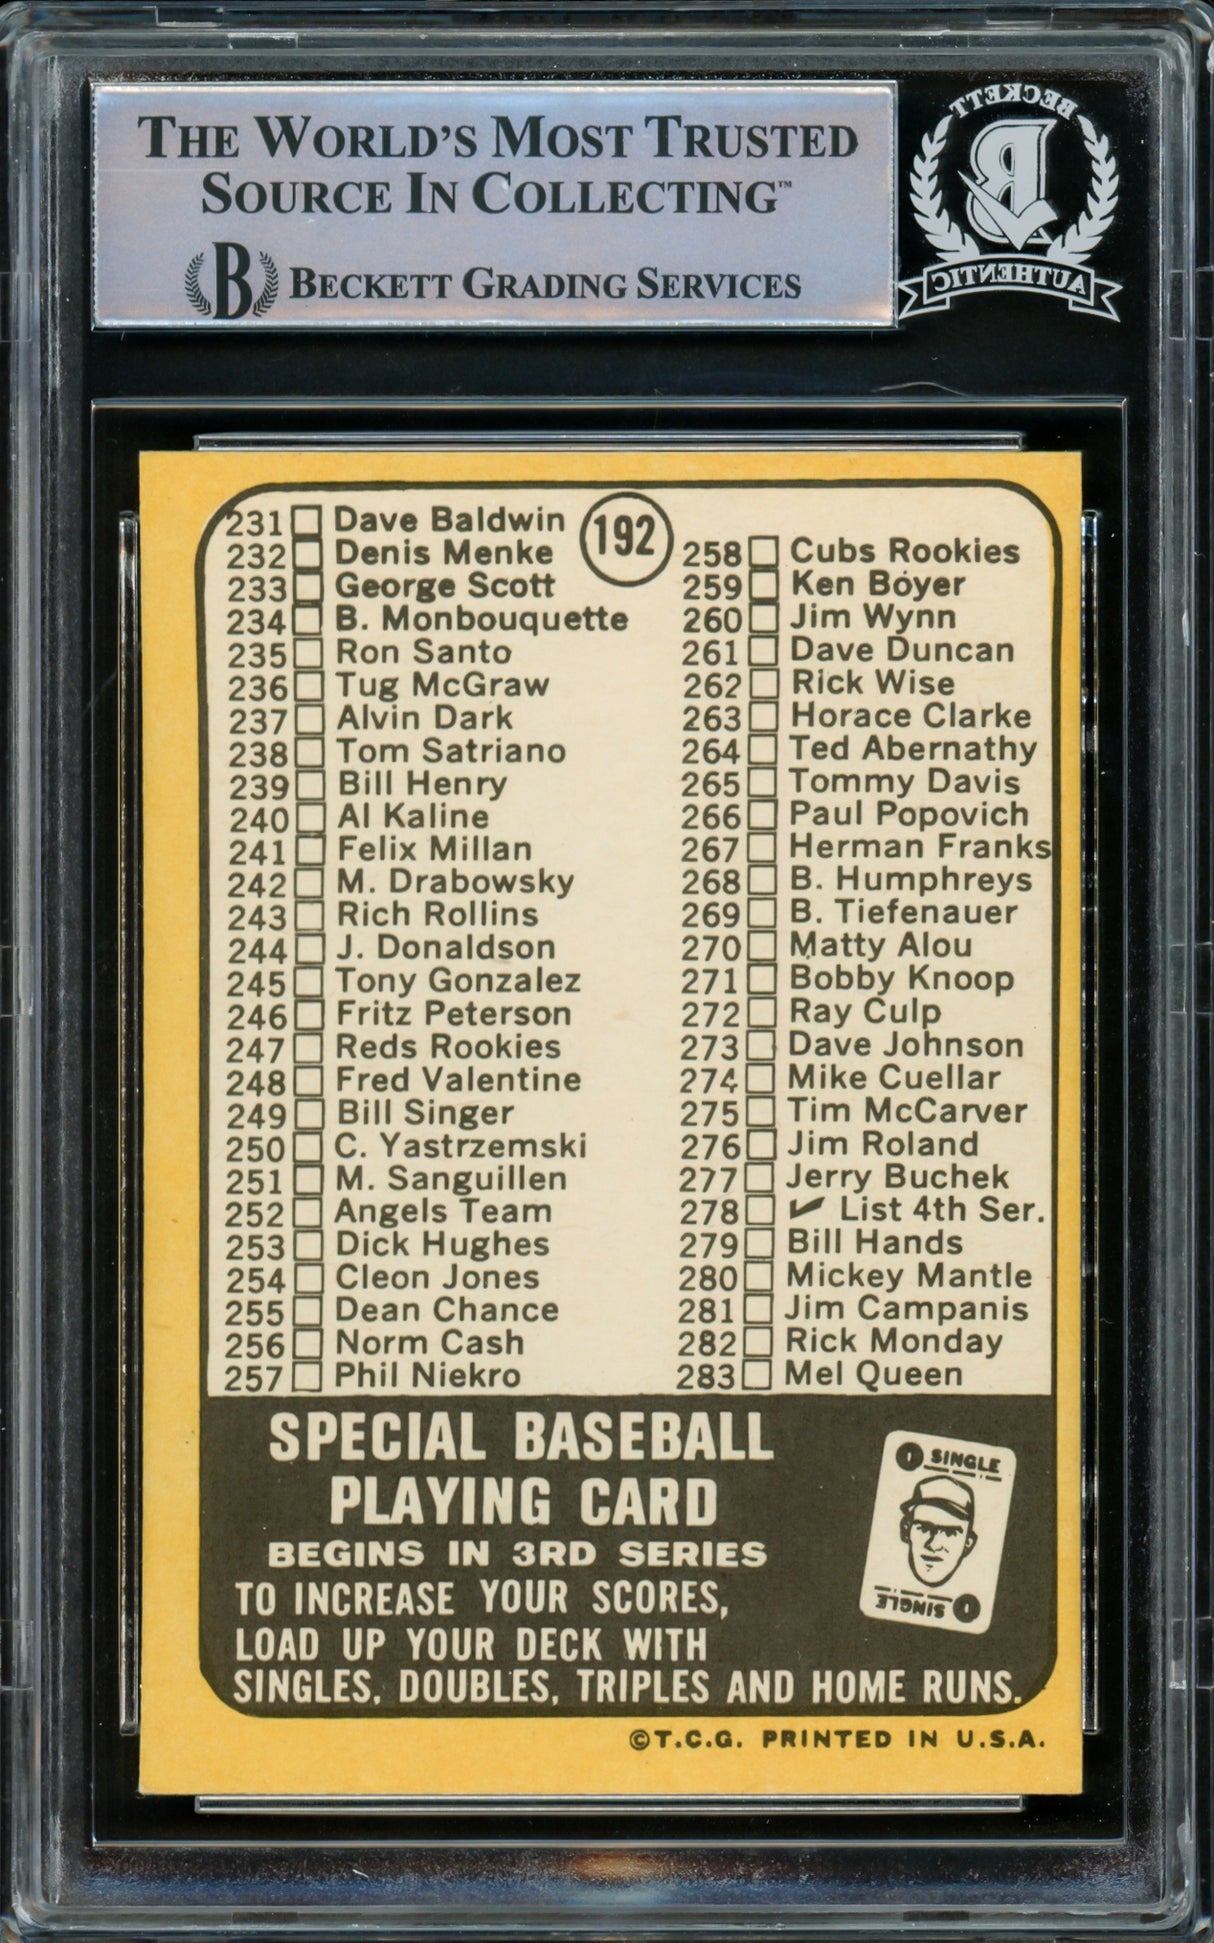 THE WORLD'S MOST TRUSTED
SOURCE IN COLLECTING™
B BECKETT GRADING SERVICES
BECKETT
B
AUTHENTIC
192
231 Dave Baldwin
232 Denis Menke
233 George Scott
234 B. Monbouquette
235 Ron Santo
236 Tug McGraw
237 Alvin Dark
238 Tom Satriano
239 Bill Henry
240 Al Kaline
241 Felix Millan
242 M. Drabowsky
243 Rich Rollins
244 J. Donaldson
245 Tony Gonzalez
246 Fritz Peterson
247 Reds Rookies
248 Fred Valentine
249 Bill Singer
250 C. Yastrzemski
251 M. Sanguillen
252 Angels Team
253 Dick Hughes
254 Cleon Jones
255 Dean Chance
256 Norm Cash
257 Phil Niekro
258 Cubs Rookies
259 Ken Boyer
260 Jim Wynn
261 Dave Duncan
262 Rick Wise
263 Horace Clarke
264 Ted Abernathy
265 Tommy Davis
266 Paul Popovich
267 Herman Franks
268 B. Humphreys
269 B. Tiefenauer
270 Matty Alou
271 Bobby Knoop
272 Ray Culp
273 Dave Johnson
274 Mike Cuellar
275 Tim McCarver
276 Jim Roland
277 Jerry Buchek
278 ✓ List 4th Ser.
279 Bill Hands
280 Mickey Mantle
281 Jim Campanis
282 Rick Monday
283 Mel Queen
SPECIAL BASEBALL
PLAYING CARD
BEGINS IN 3RD SERIES
TO INCREASE YOUR SCORES,
LOAD UP YOUR DECK WITH
SINGLES, DOUBLES, TRIPLES AND HOME RUNS.
SINGLE
SINGLE
©T.C.G. PRINTED IN U.S.A.